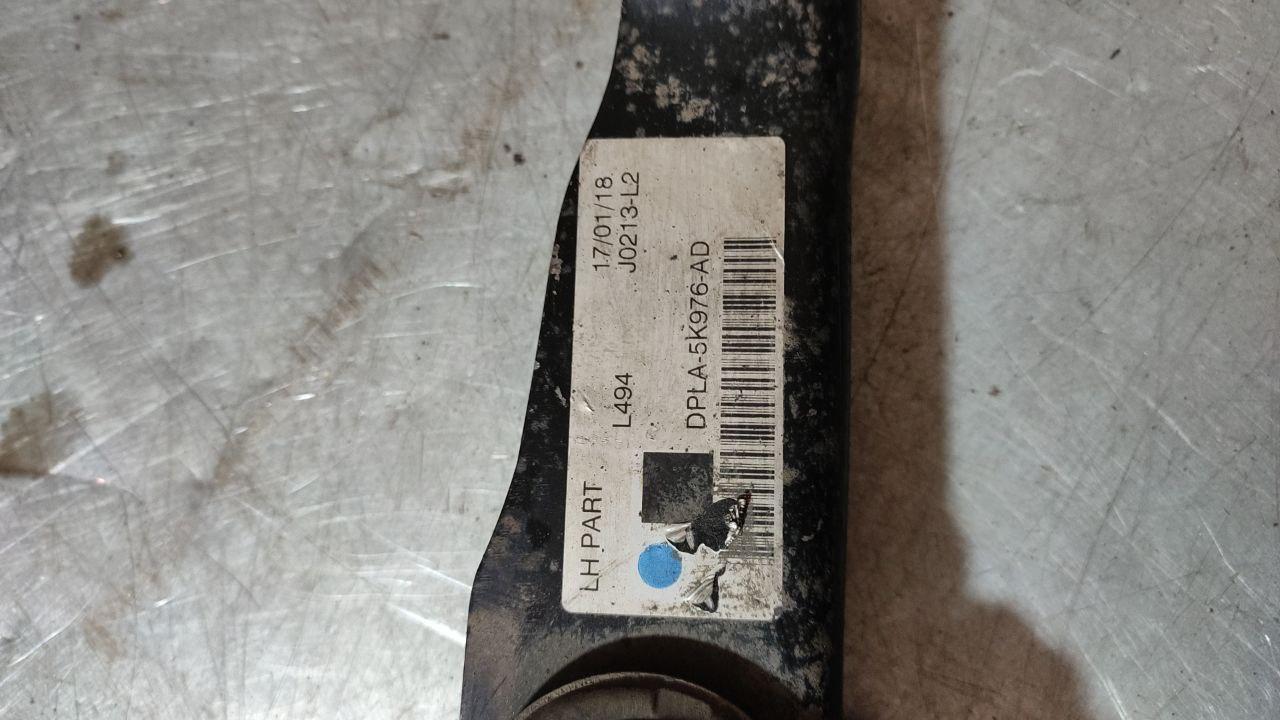 LH PART
17/01/18
L494
J0213-L2
DPLA-5K976-AD